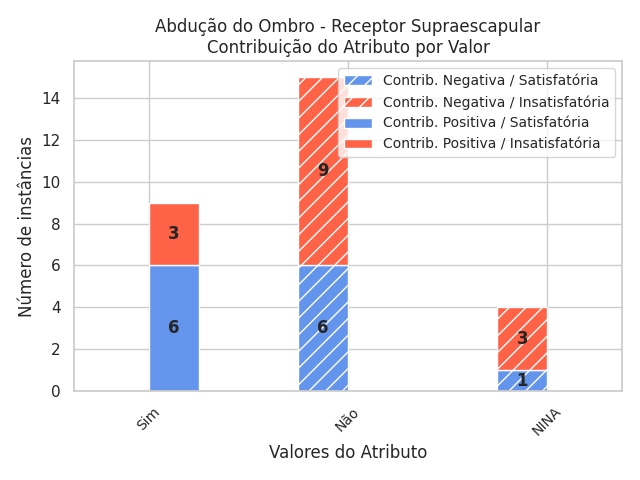 Abdução do Ombro - Receptor Supraescapular
Contribuição do Atributo por Valor
Contrib. Negativa / Satisfatória
Contrib. Negativa / Insatisfatória
Contrib. Positiva / Satisfatória
Contrib. Positiva / Insatisfatória
Número de instâncias
14
12
10
8
6
4
2
0
3
6
9
6
3
1
Sim
Não
NINA
Valores do Atributo